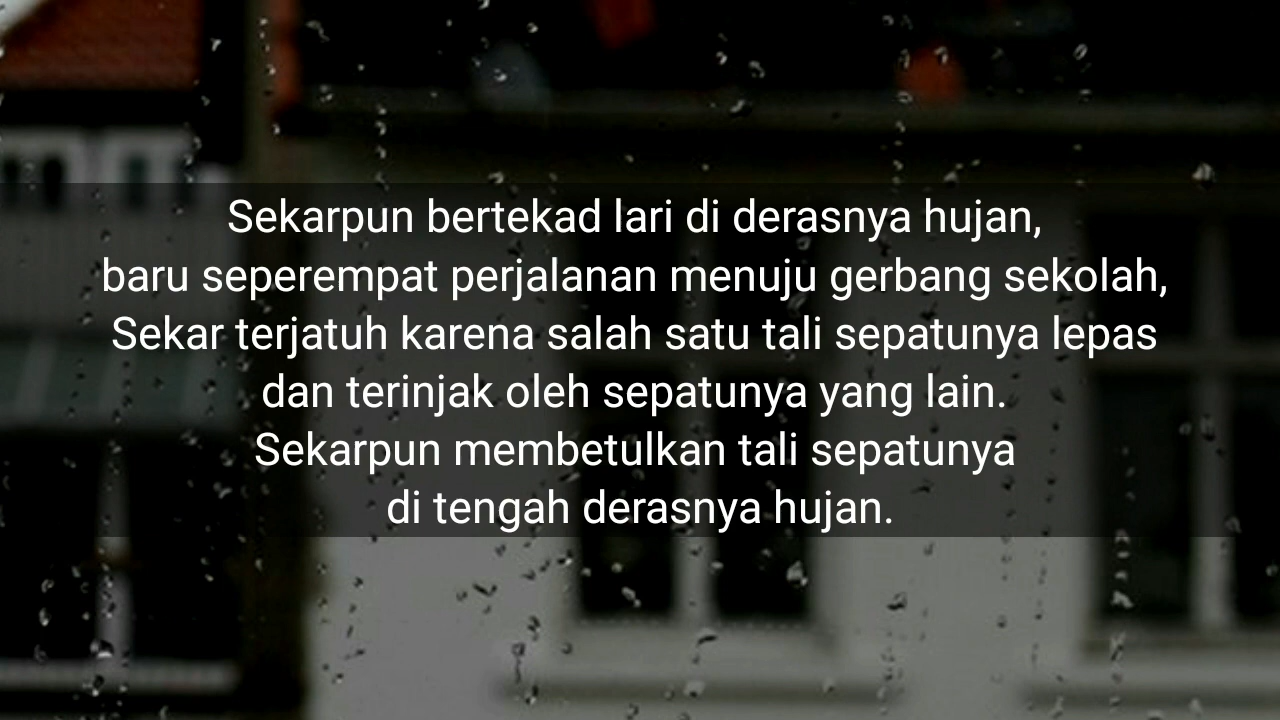 Sekarpun bertekad lari di derasnya hujan,
baru seperempat perjalanan menuju gerbang sekolah,
Sekar terjatuh karena salah satu tali sepatunya lepas
dan terinjak oleh sepatunya yang lain.
Sekarpun membetulkan tali sepatunya
di tengah derasnya hujan.